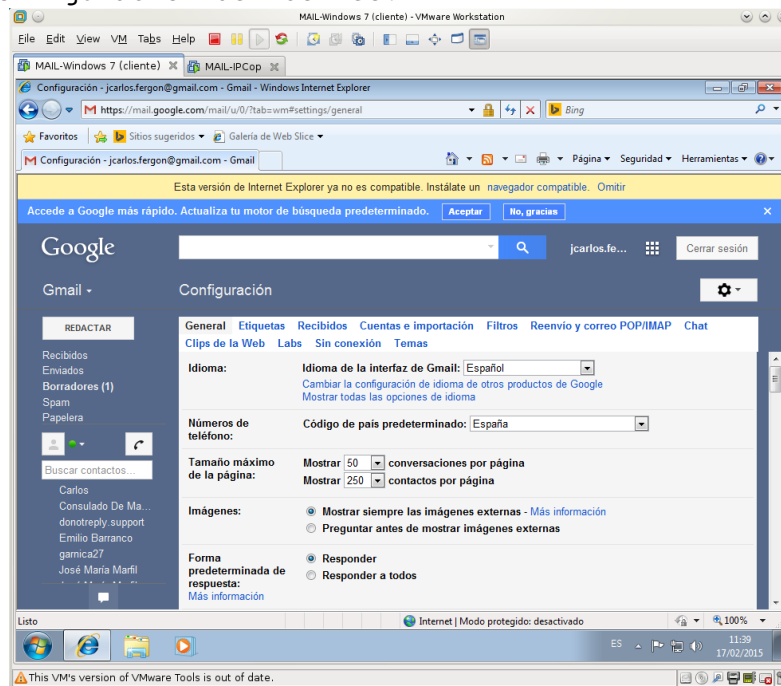 MAIL-Windows 7 (cliente) - VMware Workstation
File Edit View VM Tabs Help
MAIL-Windows 7 (cliente) MAIL-IPCop
Configuración - jcarlos.fergon@gmail.com - Gmail - Windows Internet Explorer
https://mail.google.com/mail/u/0/?tab=wm#settings/general Bing
Favoritos Sitios sugeridos Galería de Web Slice
Configuración - jcarlos.fergon@gmail.com - Gmail Página Seguridad Herramientas
Esta versión de Internet Explorer ya no es compatible. Instálate un navegador compatible. Omitir
Accede a Google más rápido. Actualiza tu motor de búsqueda predeterminado. Aceptar No, gracias
Google jcarlos.fe... Cerrar sesión
Gmail Configuración
REDACTAR
General Etiquetas Recibidos Cuentas e importación Filtros Reenvío y correo POP/IMAP Chat
Clips de la Web Labs Sin conexión Temas
Recibidos
Enviados
Borradores (1)
Spam
Papelera
Buscar contactos...
Carlos
Consulado De Ma...
donotreply.support
Emilio Barranco
garnica27
José María Marfil
Idioma: Idioma de la interfaz de Gmail: Español
Cambiar la configuración de idioma de otros productos de Google
Mostrar todas las opciones de idioma
Números de teléfono: Código de país predeterminado: España
Tamaño máximo de la página: Mostrar 50 conversaciones por página
Mostrar 250 contactos por página
Imágenes: Mostrar siempre las imágenes externas - Más información
Preguntar antes de mostrar imágenes externas
Forma predeterminada de respuesta: Responder
Responder a todos
Más información
Listo Internet | Modo protegido: desactivado 100%
ES 11:39
17/02/2015
This VM's version of VMware Tools is out of date.